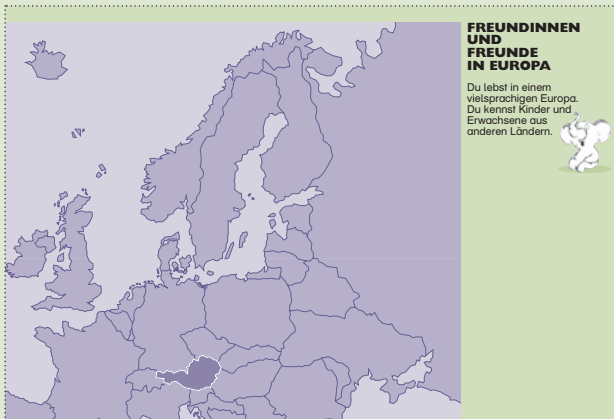 FREUNDINNEN
UND
FREUNDE
IN EUROPA
Du lebst in einem
vielsprachigen Europa.
Du kennst Kinder und
Erwachsene aus
anderen Ländern.